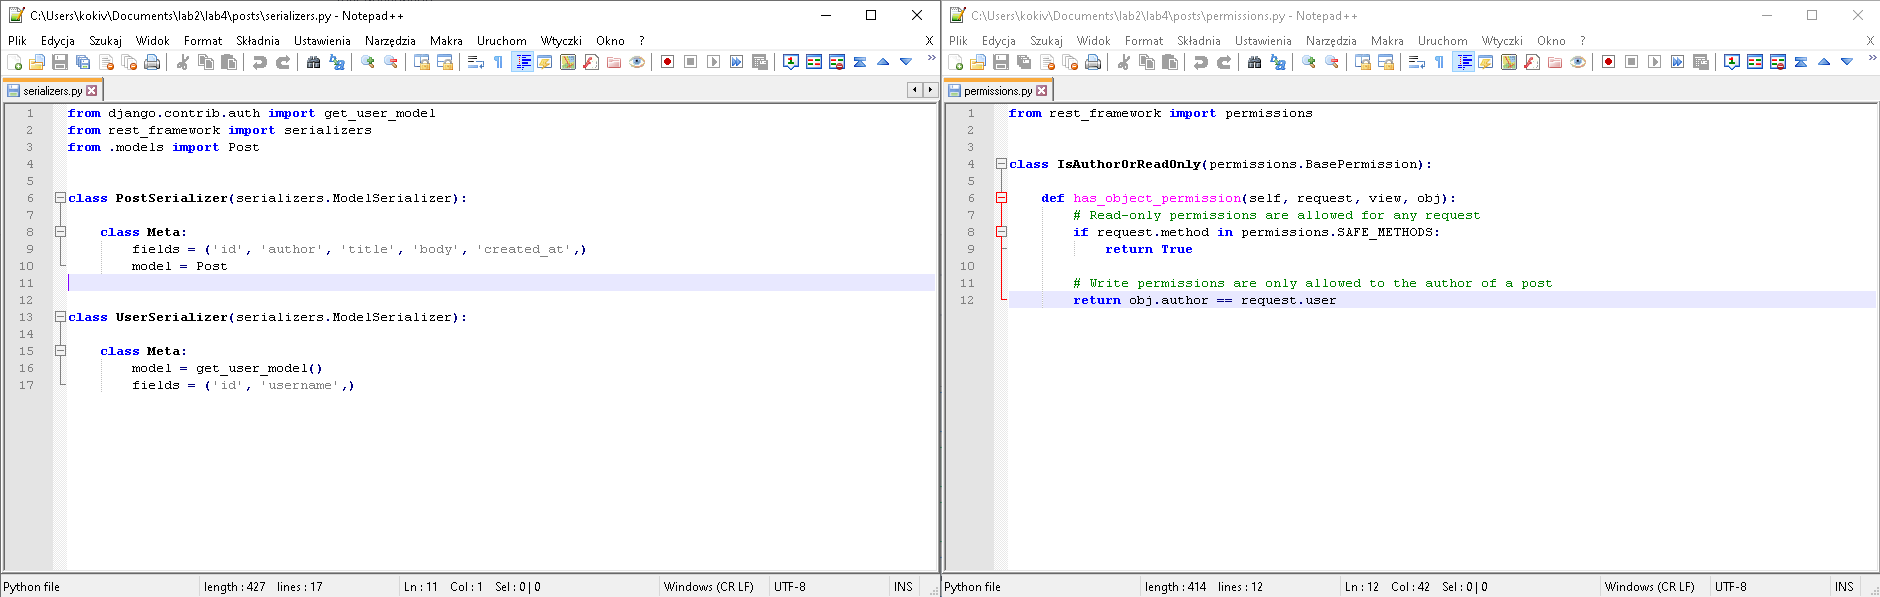 C:\Users\kokiv\Documents\lab2\lab4\posts\serializers.py - Notepad++
Plik Edycja Szukaj Widok Format Składnia Ustawienia Narzędzia Makra Uruchom Wtyczki Okno ? X
serializers.py
1 from django.contrib.auth import get_user_model
2 from rest_framework import serializers
3 from .models import Post
4
5
6 class PostSerializer(serializers.ModelSerializer):
7
8 class Meta:
9 fields = ('id', 'author', 'title', 'body', 'created_at',)
10 model = Post
11
12
13 class UserSerializer(serializers.ModelSerializer):
14
15 class Meta:
16 model = get_user_model()
17 fields = ('id', 'username',)
Python file length : 427 lines : 17 Ln : 11 Col : 1 Sel : 0 | 0 Windows (CR LF) UTF-8 INS
C:\Users\kokiv\Documents\lab2\lab4\posts\permissions.py - Notepad++
Plik Edycja Szukaj Widok Format Składnia Ustawienia Narzędzia Makra Uruchom Wtyczki Okno ? X
permissions.py
1 from rest_framework import permissions
2
3
4 class IsAuthorOrReadOnly(permissions.BasePermission):
5
6 def has_object_permission(self, request, view, obj):
7 # Read-only permissions are allowed for any request
8 if request.method in permissions.SAFE_METHODS:
9 return True
10
11 # Write permissions are only allowed to the author of a post
12 return obj.author == request.user
Python file length : 414 lines : 12 Ln : 12 Col : 42 Sel : 0 | 0 Windows (CR LF) UTF-8 INS